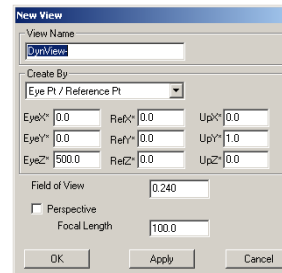 New View
View Name
DynView-
Create By
Eye Pt / Reference Pt
EyeX* 0.0 RefX* 0.0 UpX* 0.0
EyeY* 0.0 RefY* 0.0 UpY* 1.0
EyeZ* 500.0 RefZ* 0.0 UpZ* 0.0
Field of View 0.240
Perspective
Focal Length 100.0
OK Apply Cancel